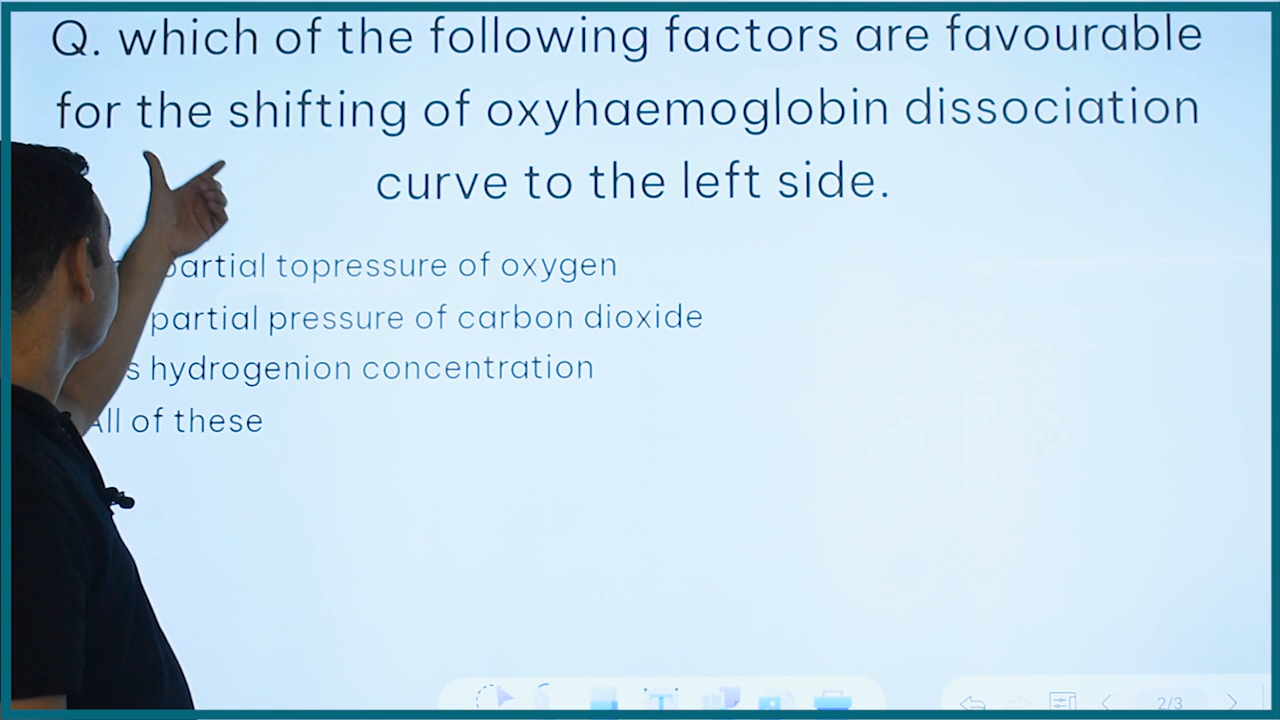 Q. which of the following factors are favourable
for the shifting of oxyhaemoglobin dissociation
curve to the left side.
partial topressure of oxygen
partial pressure of carbon dioxide
s hydrogenion concentration
All of these
2/3